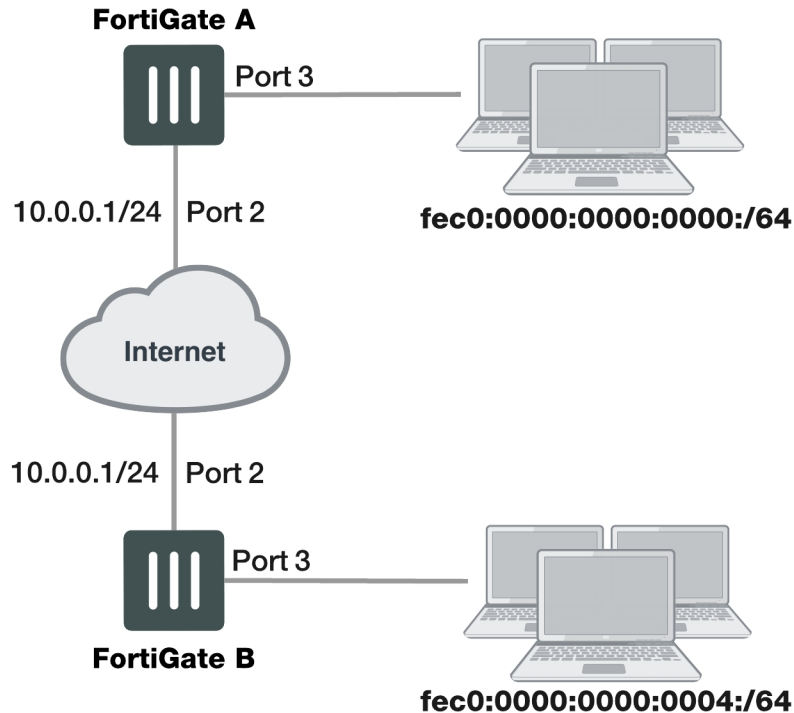 FortiGate A
Port 3
10.0.0.1/24 Port 2
fec0:0000:0000:0000:/64
Internet
10.0.0.1/24 Port 2
Port 3
FortiGate B
fec0:0000:0000:0004:/64